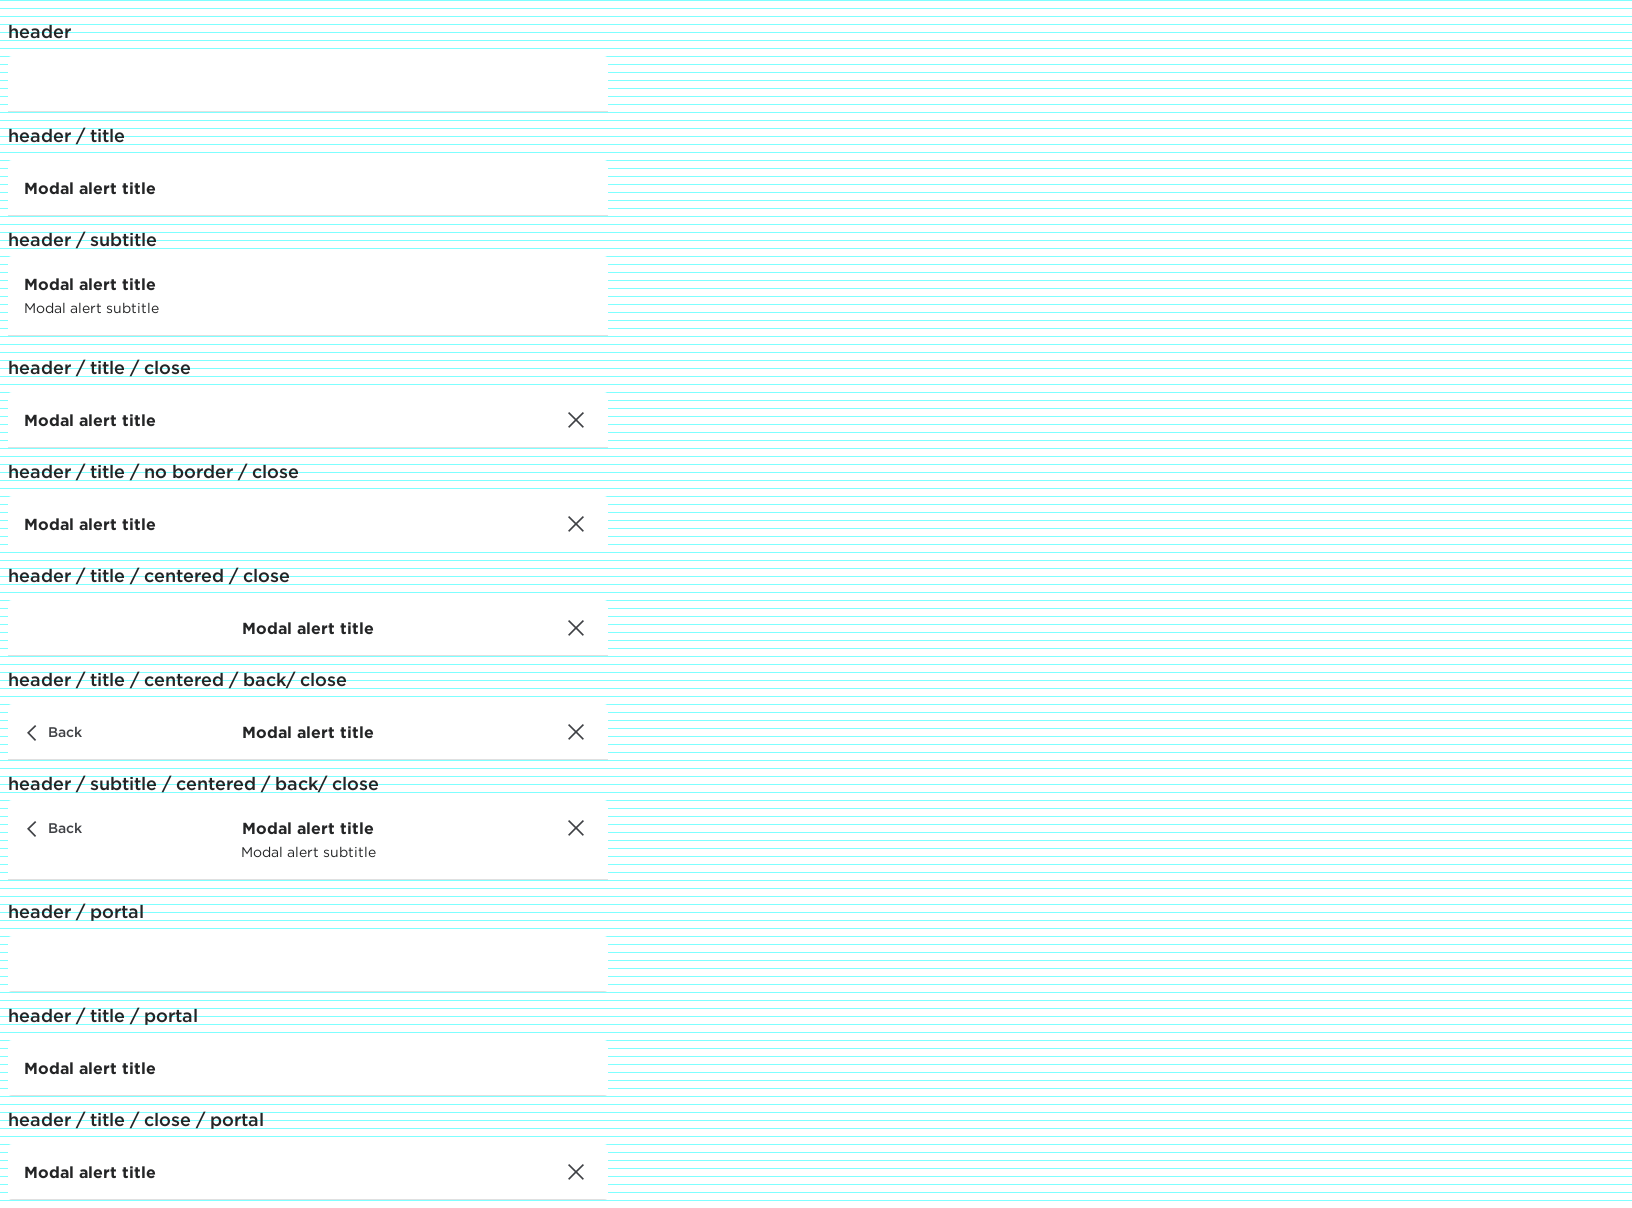 header
header / title
Modal alert title
header / subtitle
Modal alert title
Modal alert subtitle
header / title / close
Modal alert title
header / title / no border / close
Modal alert title
header / title / centered / close
Modal alert title
header / title / centered / back/ close
Back Modal alert title
header / subtitle / centered / back/ close
Back Modal alert title
Modal alert subtitle
header / portal
header / title / portal
Modal alert title
header / title / close / portal
Modal alert title